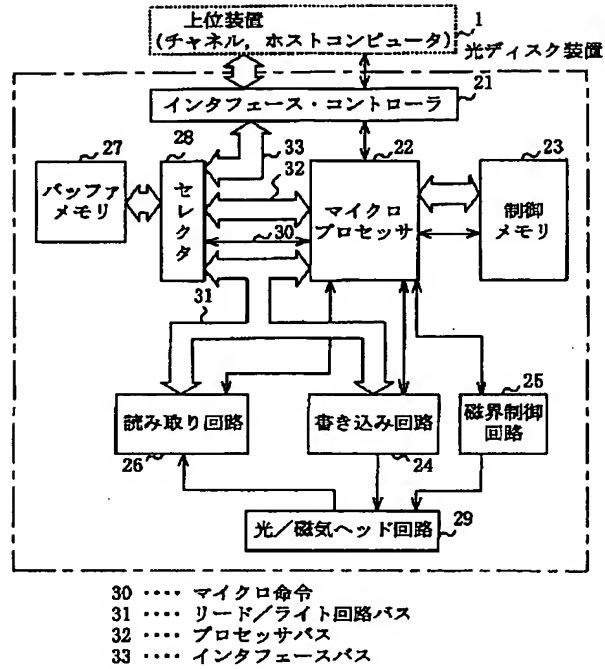 上位装置
(チャネル，ホストコンピュータ)
1
光ディスク装置
インタフェース・コントローラ
21
27
28
33
22
23
32
バッファ
メモリ
セレクタ
マイクロ
プロセッサ
制御
メモリ
30
31
25
読み取り回路
書き込み回路
磁界制御
回路
26
24
光／磁気ヘッド回路
29
30 ････ マイクロ命令
31 ････ リード／ライト回路バス
32 ････ プロセッサバス
33 ････ インタフェースバス